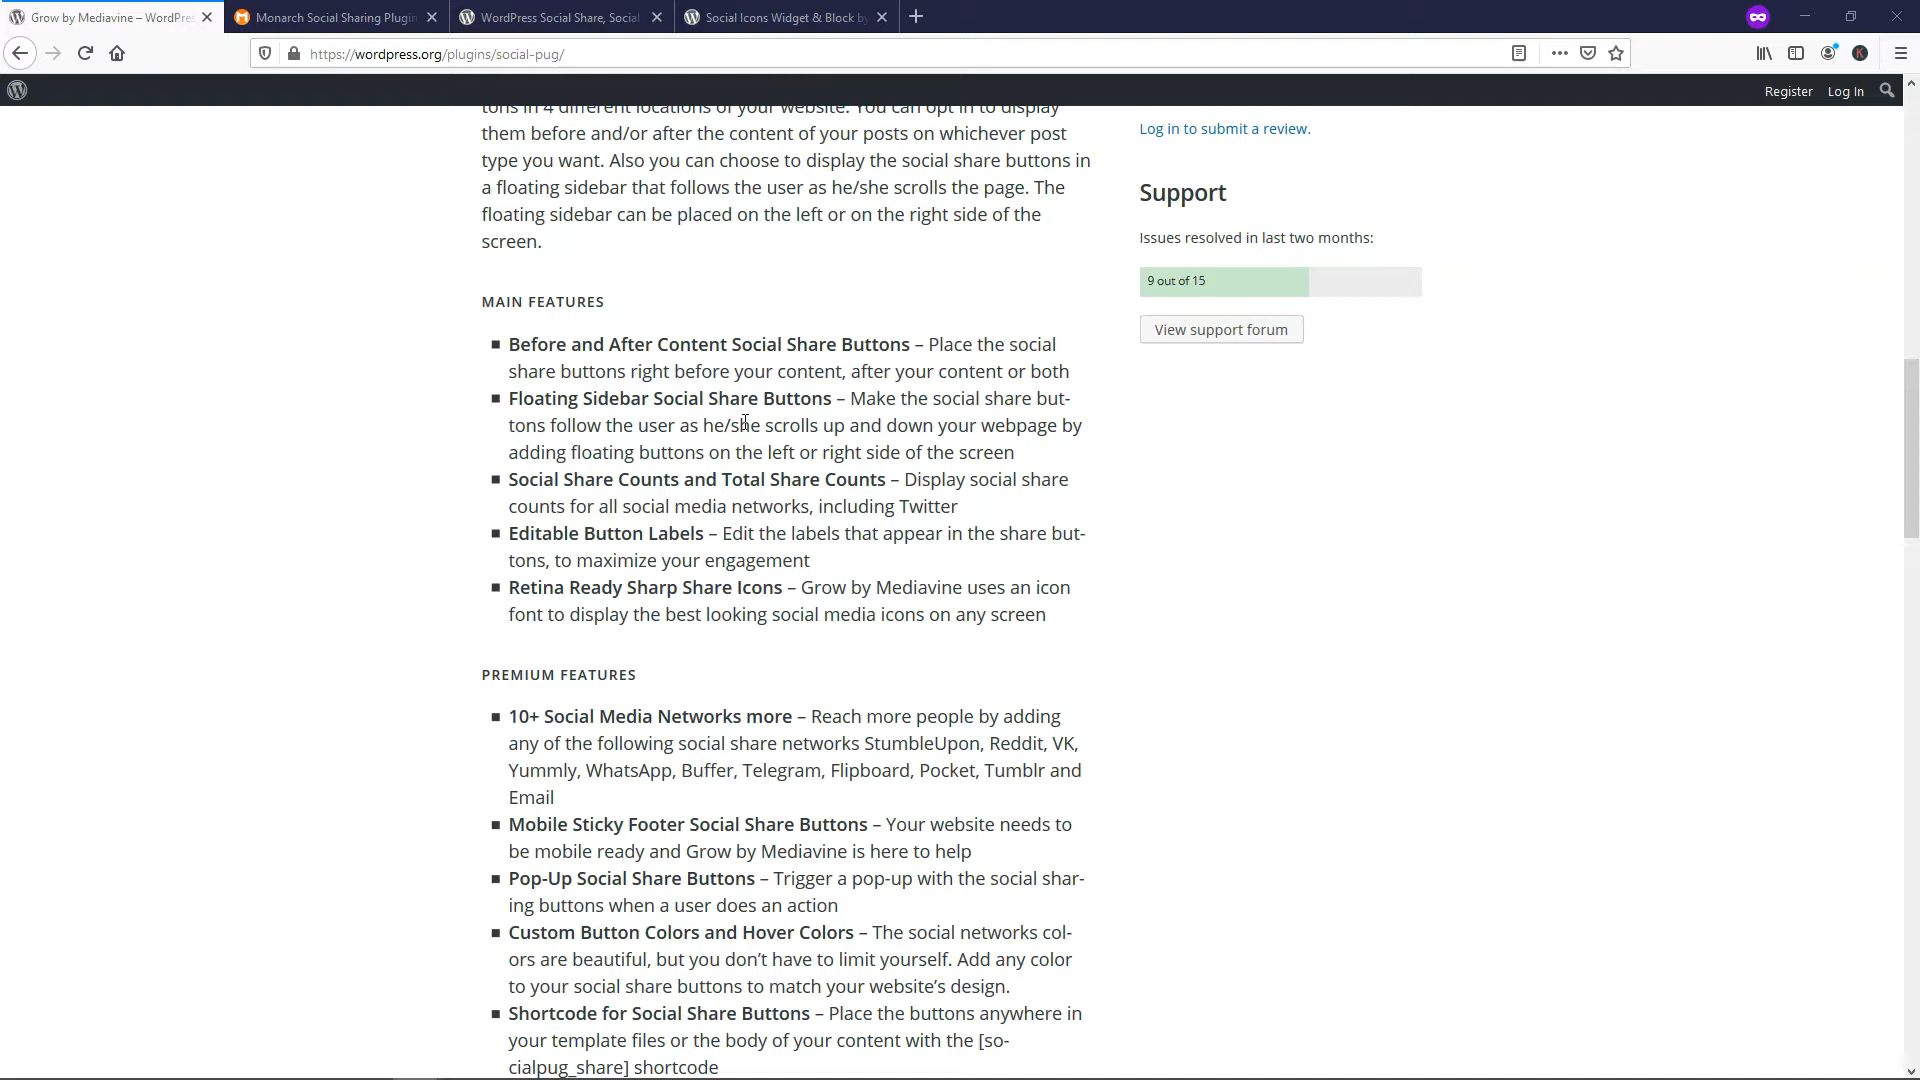 Grow by Mediavine – WordPres
Monarch Social Sharing Plugin
WordPress Social Share, Social
Social Icons Widget & Block by
https://wordpress.org/plugins/social-pug/
Register
Log In
tons in 4 different locations of your website. You can opt in to display
them before and/or after the content of your posts on whichever post
type you want. Also you can choose to display the social share buttons in
a floating sidebar that follows the user as he/she scrolls the page. The
floating sidebar can be placed on the left or on the right side of the
screen.
MAIN FEATURES
■ Before and After Content Social Share Buttons – Place the social
share buttons right before your content, after your content or both
■ Floating Sidebar Social Share Buttons – Make the social share but-
tons follow the user as he/she scrolls up and down your webpage by
adding floating buttons on the left or right side of the screen
■ Social Share Counts and Total Share Counts – Display social share
counts for all social media networks, including Twitter
■ Editable Button Labels – Edit the labels that appear in the share but-
tons, to maximize your engagement
■ Retina Ready Sharp Share Icons – Grow by Mediavine uses an icon
font to display the best looking social media icons on any screen
PREMIUM FEATURES
■ 10+ Social Media Networks more – Reach more people by adding
any of the following social share networks StumbleUpon, Reddit, VK,
Yummly, WhatsApp, Buffer, Telegram, Flipboard, Pocket, Tumblr and
Email
■ Mobile Sticky Footer Social Share Buttons – Your website needs to
be mobile ready and Grow by Mediavine is here to help
■ Pop-Up Social Share Buttons – Trigger a pop-up with the social shar-
ing buttons when a user does an action
■ Custom Button Colors and Hover Colors – The social networks col-
ors are beautiful, but you don’t have to limit yourself. Add any color
to your social share buttons to match your website’s design.
■ Shortcode for Social Share Buttons – Place the buttons anywhere in
your template files or the body of your content with the [so-
cialpug_share] shortcode
Log in to submit a review.
Support
Issues resolved in last two months:
9 out of 15
View support forum